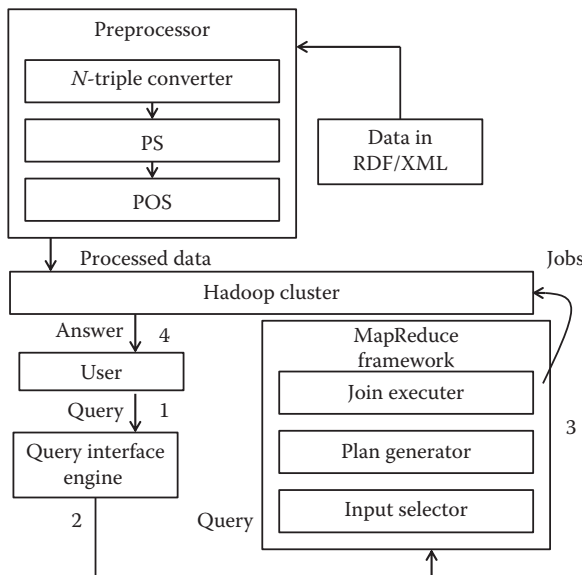 Preprocessor
N-triple converter
PS
POS
Data in
RDF/XML
Processed data
Jobs
Hadoop cluster
Answer
4
User
Query
1
Query interface
engine
2
MapReduce
framework
Join executer
Plan generator
Input selector
3
Query